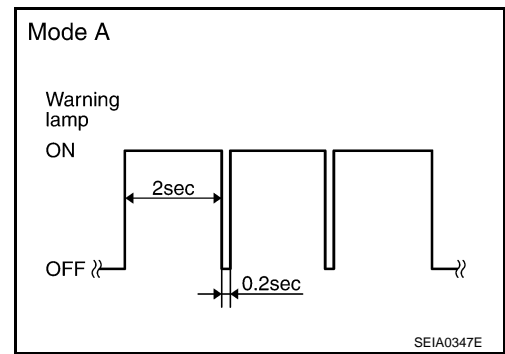 Mode A
Warning
lamp
ON
2sec
OFF
0.2sec
SEIA0347E